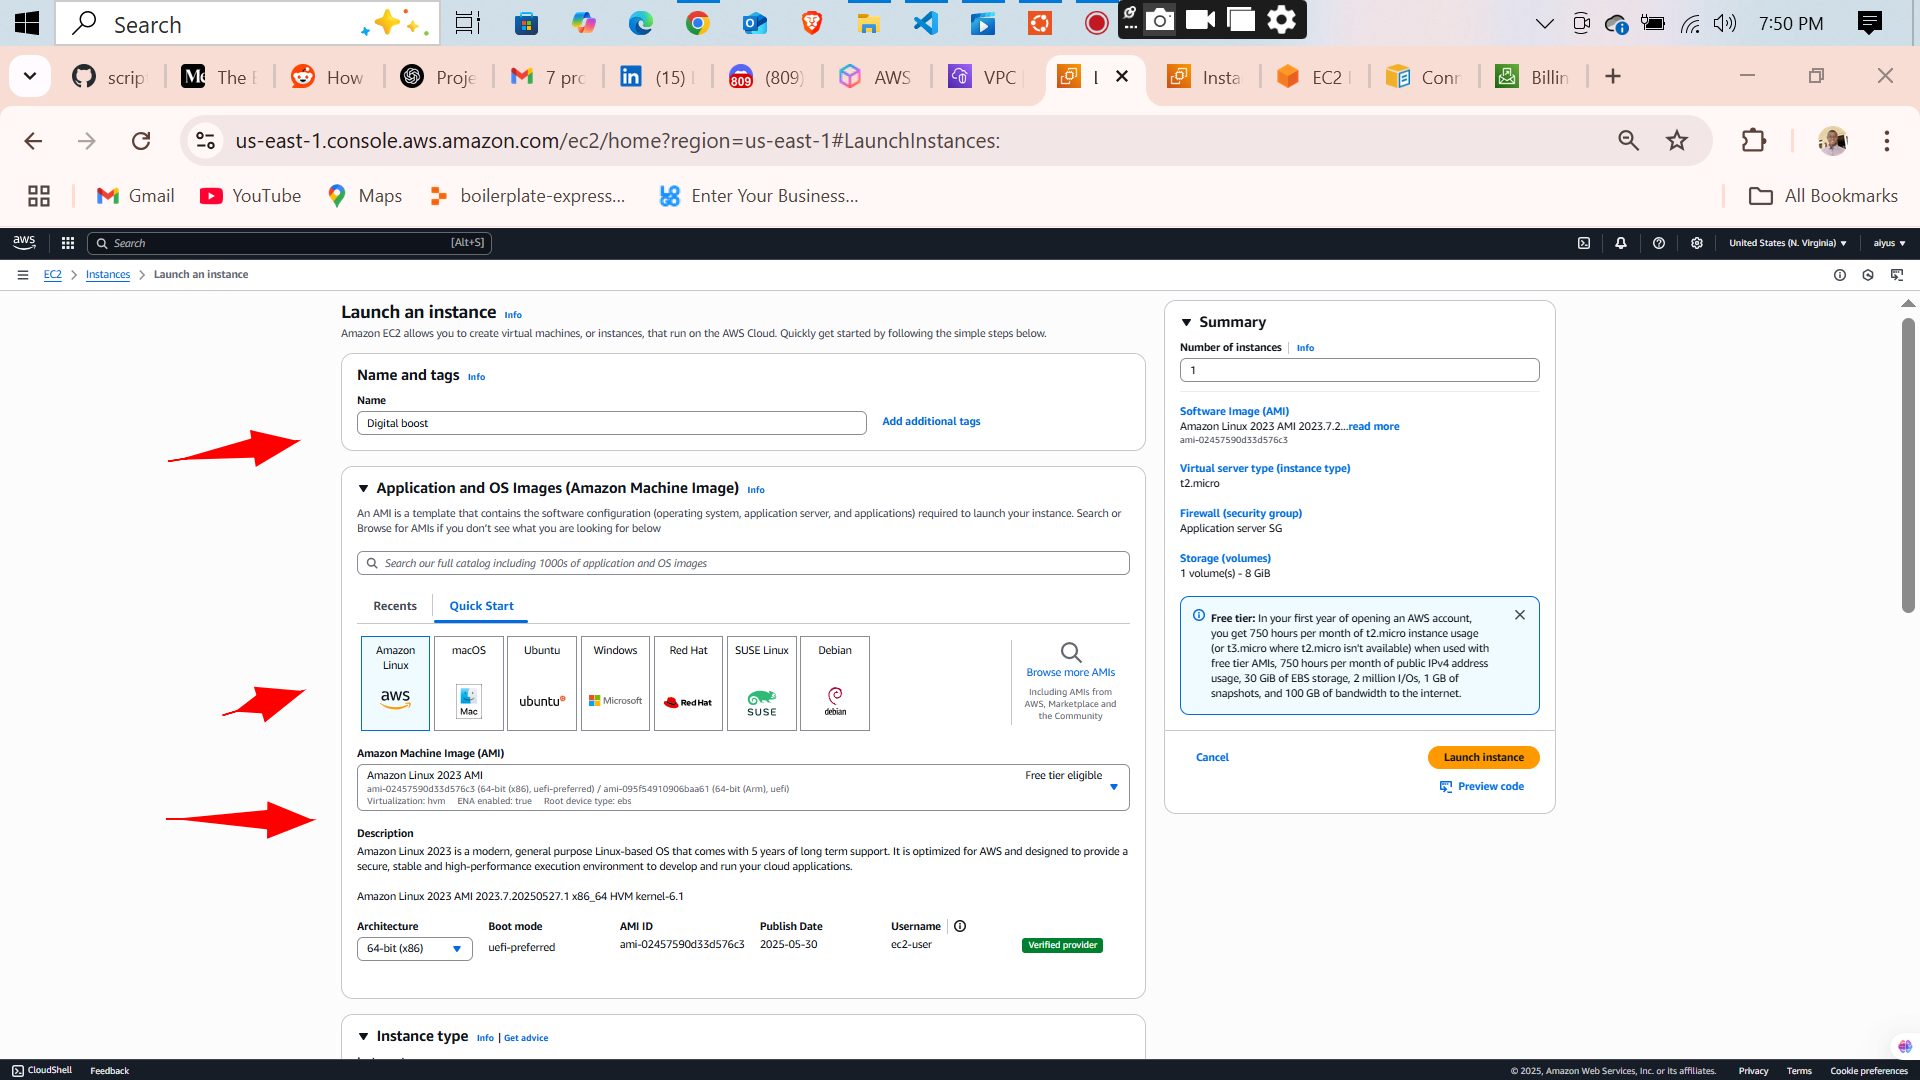 Search
7:50 PM
scrip
The E
How
Proje
7 pro
(15)
(809)
AWS
VPC
Insta
EC2
Conn
Billin
us-east-1.console.aws.amazon.com/ec2/home?region=us-east-1#LaunchInstances:
Gmail
YouTube
Maps
boilerplate-express...
Enter Your Business...
All Bookmarks
aws
Search
[Alt+S]
United States (N. Virginia)
aiyus
EC2
Instances
Launch an instance
Launch an instance Info
Amazon EC2 allows you to create virtual machines, or instances, that run on the AWS Cloud. Quickly get started by following the simple steps below.
Name and tags Info
Name
Digital boost
Add additional tags
Application and OS Images (Amazon Machine Image) Info
An AMI is a template that contains the software configuration (operating system, application server, and applications) required to launch your instance. Search or
Browse for AMIs if you don't see what you are looking for below
Search our full catalog including 1000s of application and OS images
Recents
Quick Start
Amazon
Linux
aws
macOS
Mac
Ubuntu
ubuntu
Windows
Microsoft
Red Hat
Red Hat
SUSE Linux
SUSE
Debian
debian
Browse more AMIs
Including AMIs from
AWS, Marketplace and
the Community
Amazon Machine Image (AMI)
Amazon Linux 2023 AMI
Free tier eligible
ami-02457590d33d576c3 (64-bit (x86), uefi-preferred) / ami-095f54910906baa61 (64-bit (Arm), uefi)
Virtualization: hvm ENA enabled: true Root device type: ebs
Description
Amazon Linux 2023 is a modern, general purpose Linux-based OS that comes with 5 years of long term support. It is optimized for AWS and designed to provide a
secure, stable and high-performance execution environment to develop and run your cloud applications.
Amazon Linux 2023 AMI 2023.7.20250527.1 x86_64 HVM kernel-6.1
Architecture
Boot mode
AMI ID
Publish Date
Username
64-bit (x86)
uefi-preferred
ami-02457590d33d576c3
2025-05-30
ec2-user
Verified provider
Instance type Info | Get advice
Summary
Number of instances Info
1
Software Image (AMI)
Amazon Linux 2023 AMI 2023.7.2...read more
ami-02457590d33d576c3
Virtual server type (instance type)
t2.micro
Firewall (security group)
Application server SG
Storage (volumes)
1 volume(s) - 8 GiB
Free tier: In your first year of opening an AWS account,
you get 750 hours per month of t2.micro instance usage
(or t3.micro where t2.micro isn't available) when used with
free tier AMIs, 750 hours per month of public IPv4 address
usage, 30 GiB of EBS storage, 2 million I/Os, 1 GB of
snapshots, and 100 GB of bandwidth to the internet.
Cancel
Launch instance
Preview code
CloudShell
Feedback
© 2025, Amazon Web Services, Inc. or its affiliates.
Privacy
Terms
Cookie preferences